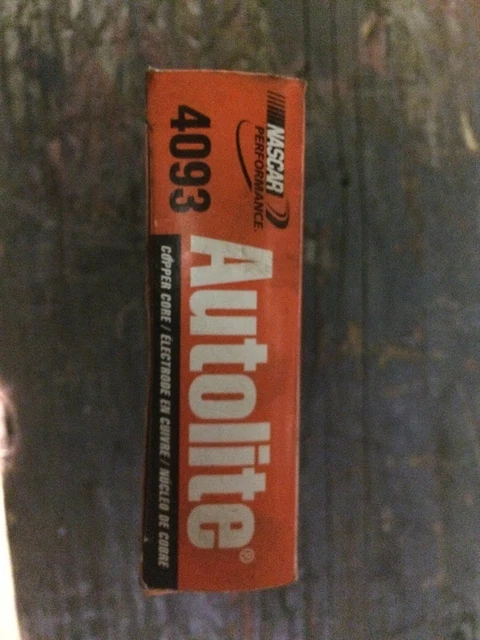 NASCAR
PERFORMANCE.
4093
Autolite®
COPPER CORE / ÉLECTRODE EN CUIVRE / NÚCLEO DE COBRE